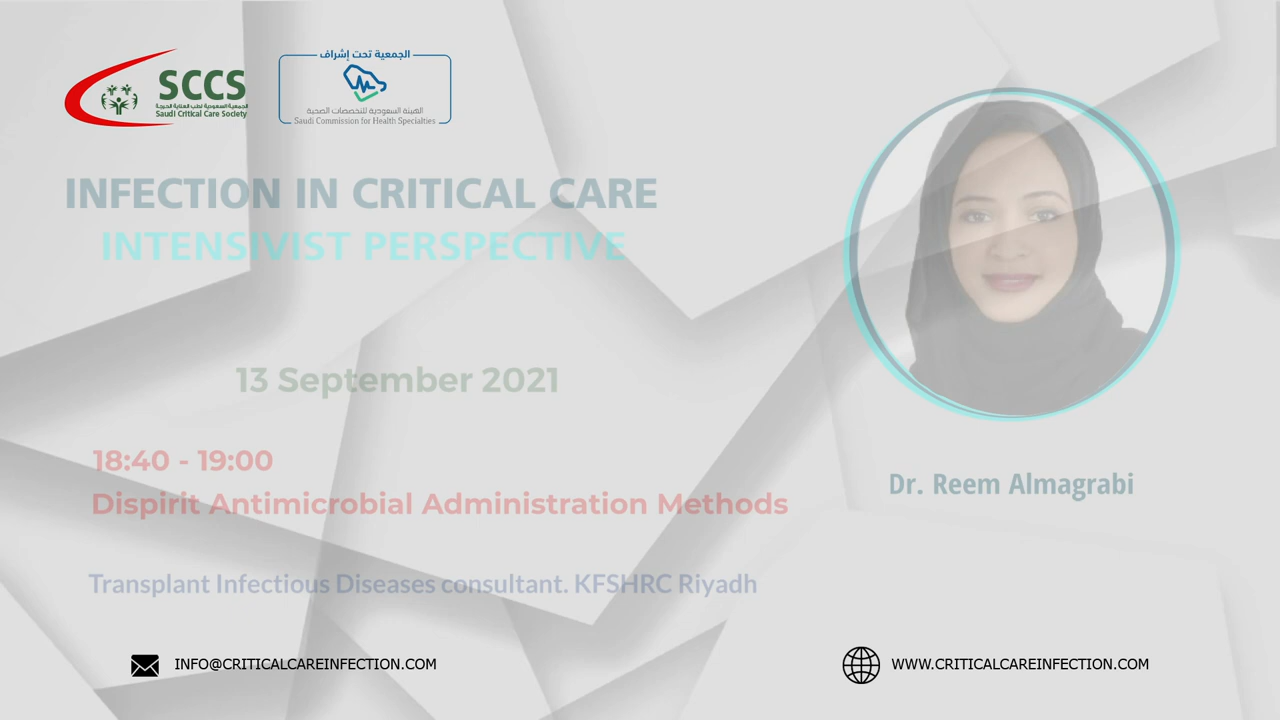 SCCS
الجمعية السعودية لطب العناية الحرجة
Saudi Critical Care Society
الجمعية تحت إشراف
الهيئة السعودية للتخصصات الصحية
Saudi Commission for Health Specialties
INFECTION IN CRITICAL CARE
INTENSIVIST PERSPECTIVE
13 September 2021
18:40 - 19:00
Dispirit Antimicrobial Administration Methods
Dr. Reem Almagrabi
Transplant Infectious Diseases consultant. KFSHRC Riyadh
INFO@CRITICALCAREINFECTION.COM
WWW.CRITICALCAREINFECTION.COM